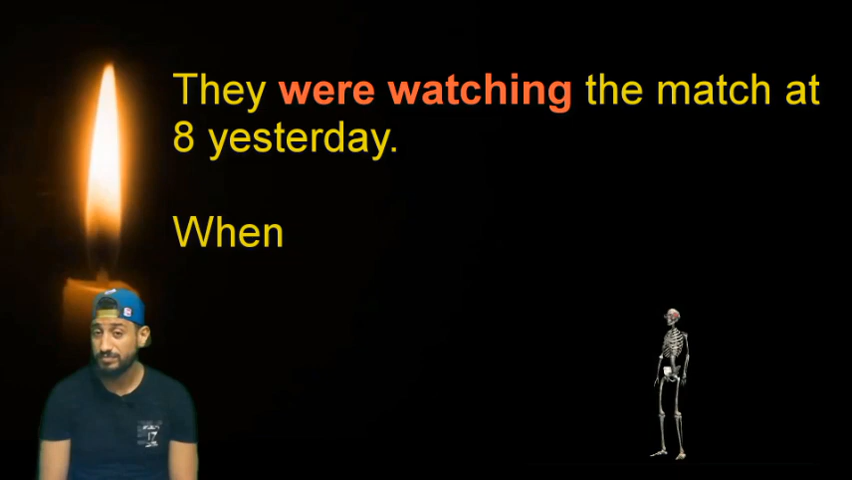 They were watching the match at
8 yesterday.
When